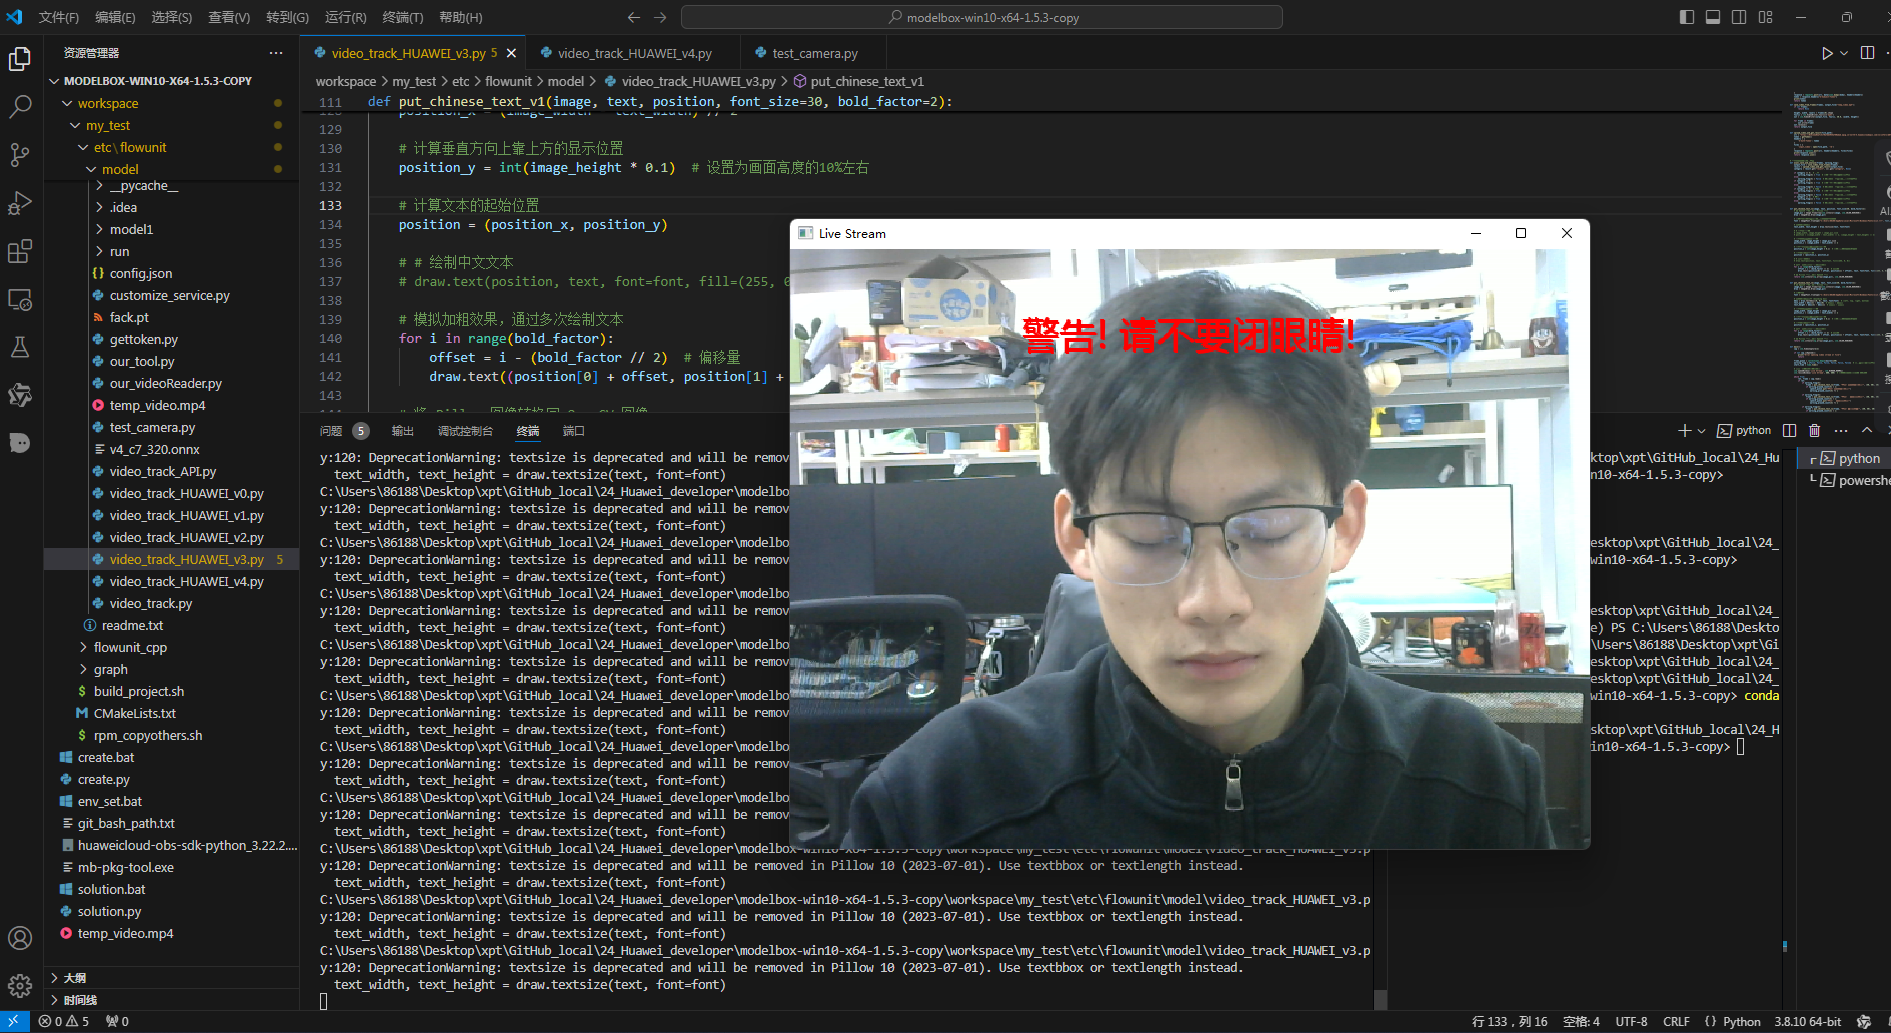 文件(F) 编辑(E) 选择(S) 查看(V) 转到(G) 运行(R) 终端(T) 帮助(H)
modelbox-win10-x64-1.5.3-copy
资源管理器
MODELBOX-WIN10-X64-1.5.3-COPY
workspace
my_test
etc\flowunit
model
__pycache__
.idea
model1
run
config.json
customize_service.py
fack.pt
gettoken.py
our_tool.py
our_videoReader.py
temp_video.mp4
test_camera.py
v4_c7_320.onnx
video_track_API.py
video_track_HUAWEI_v0.py
video_track_HUAWEI_v1.py
video_track_HUAWEI_v2.py
video_track_HUAWEI_v3.py 5
video_track_HUAWEI_v4.py
video_track.py
readme.txt
flowunit_cpp
graph
build_project.sh
CMakeLists.txt
rpm_copyothers.sh
create.bat
create.py
env_set.bat
git_bash_path.txt
huaweicloud-obs-sdk-python_3.22.2....
mb-pkg-tool.exe
solution.bat
solution.py
temp_video.mp4
大纲
时间线
video_track_HUAWEI_v3.py 5
video_track_HUAWEI_v4.py
test_camera.py
workspace > my_test > etc > flowunit > model > video_track_HUAWEI_v3.py > put_chinese_text_v1
111 def put_chinese_text_v1(image, text, position, font_size=30, bold_factor=2):
129
130 # 计算垂直方向上靠上方的显示位置
131 position_y = int(image_height * 0.1) # 设置为画面高度的10%左右
132
133 # 计算文本的起始位置
134 position = (position_x, position_y)
135
136 # # 绘制中文文本
137 # draw.text(position, text, font=font, fill=(255, 0
138
139 # 模拟加粗效果，通过多次绘制文本
140 for i in range(bold_factor):
141 offset = i - (bold_factor // 2) # 偏移量
142 draw.text((position[0] + offset, position[1] +
143
Live Stream
警告! 请不要闭眼睛!
问题 5 输出 调试控制台 终端 端口
python
y:120: DeprecationWarning: textsize is deprecated and will be remov
text_width, text_height = draw.textsize(text, font=font)
C:\Users\86188\Desktop\xpt\GitHub_local\24_Huawei_developer\modelbo
y:120: DeprecationWarning: textsize is deprecated and will be remov
text_width, text_height = draw.textsize(text, font=font)
C:\Users\86188\Desktop\xpt\GitHub_local\24_Huawei_developer\modelbo
y:120: DeprecationWarning: textsize is deprecated and will be remov
text_width, text_height = draw.textsize(text, font=font)
C:\Users\86188\Desktop\xpt\GitHub_local\24_Huawei_developer\modelbo
y:120: DeprecationWarning: textsize is deprecated and will be remov
text_width, text_height = draw.textsize(text, font=font)
C:\Users\86188\Desktop\xpt\GitHub_local\24_Huawei_developer\modelbo
y:120: DeprecationWarning: textsize is deprecated and will be remov
text_width, text_height = draw.textsize(text, font=font)
C:\Users\86188\Desktop\xpt\GitHub_local\24_Huawei_developer\modelbo
y:120: DeprecationWarning: textsize is deprecated and will be remov
text_width, text_height = draw.textsize(text, font=font)
C:\Users\86188\Desktop\xpt\GitHub_local\24_Huawei_developer\modelbo
y:120: DeprecationWarning: textsize is deprecated and will be remov
text_width, text_height = draw.textsize(text, font=font)
C:\Users\86188\Desktop\xpt\GitHub_local\24_Huawei_developer\modelbo
y:120: DeprecationWarning: textsize is deprecated and will be remov
text_width, text_height = draw.textsize(text, font=font)
C:\Users\86188\Desktop\xpt\GitHub_local\24_Huawei_developer\modelbox-win10-x64-1.5.3-copy\workspace\my_test\etc\flowunit\model\video_track_HUAWEI_v3.p
y:120: DeprecationWarning: textsize is deprecated and will be removed in Pillow 10 (2023-07-01). Use textbbox or textlength instead.
text_width, text_height = draw.textsize(text, font=font)
C:\Users\86188\Desktop\xpt\GitHub_local\24_Huawei_developer\modelbox-win10-x64-1.5.3-copy\workspace\my_test\etc\flowunit\model\video_track_HUAWEI_v3.p
y:120: DeprecationWarning: textsize is deprecated and will be removed in Pillow 10 (2023-07-01). Use textbbox or textlength instead.
text_width, text_height = draw.textsize(text, font=font)
C:\Users\86188\Desktop\xpt\GitHub_local\24_Huawei_developer\modelbox-win10-x64-1.5.3-copy\workspace\my_test\etc\flowunit\model\video_track_HUAWEI_v3.p
y:120: DeprecationWarning: textsize is deprecated and will be removed in Pillow 10 (2023-07-01). Use textbbox or textlength instead.
text_width, text_height = draw.textsize(text, font=font)
ktop\xpt\GitHub_local\24_Hu
n10-x64-1.5.3-copy>
esktop\xpt\GitHub_local\24_
win10-x64-1.5.3-copy>
esktop\xpt\GitHub_local\24_
e) PS C:\Users\86188\Deskto
\Users\86188\Desktop\xpt\Gi
esktop\xpt\GitHub_local\24_
esktop\xpt\GitHub_local\24_
win10-x64-1.5.3-copy> conda
sktop\xpt\GitHub_local\24_H
in10-x64-1.5.3-copy>
python
powershe
0 5 0
行 133，列 16 空格: 4 UTF-8 CRLF Python 3.8.10 64-bit